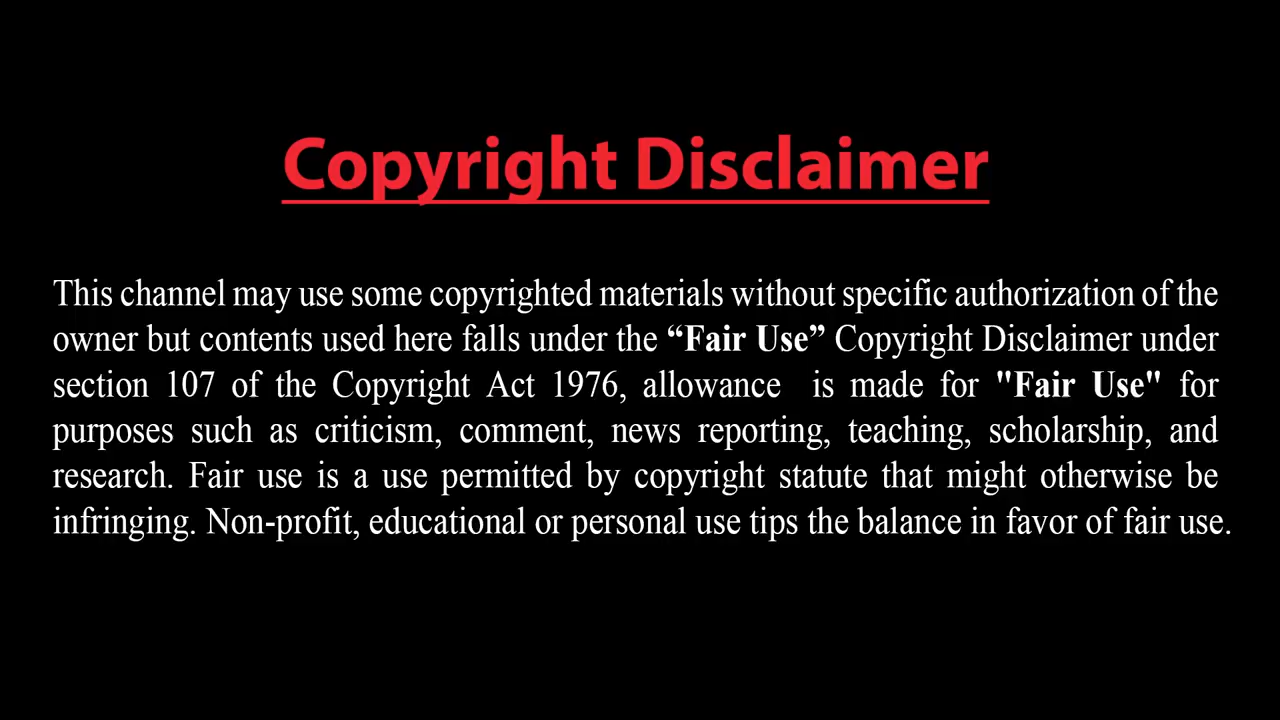 Copyright Disclaimer
This channel may use some copyrighted materials without specific authorization of the
owner but contents used here falls under the “Fair Use” Copyright Disclaimer under
section 107 of the Copyright Act 1976, allowance is made for "Fair Use" for
purposes such as criticism, comment, news reporting, teaching, scholarship, and
research. Fair use is a use permitted by copyright statute that might otherwise be
infringing. Non-profit, educational or personal use tips the balance in favor of fair use.